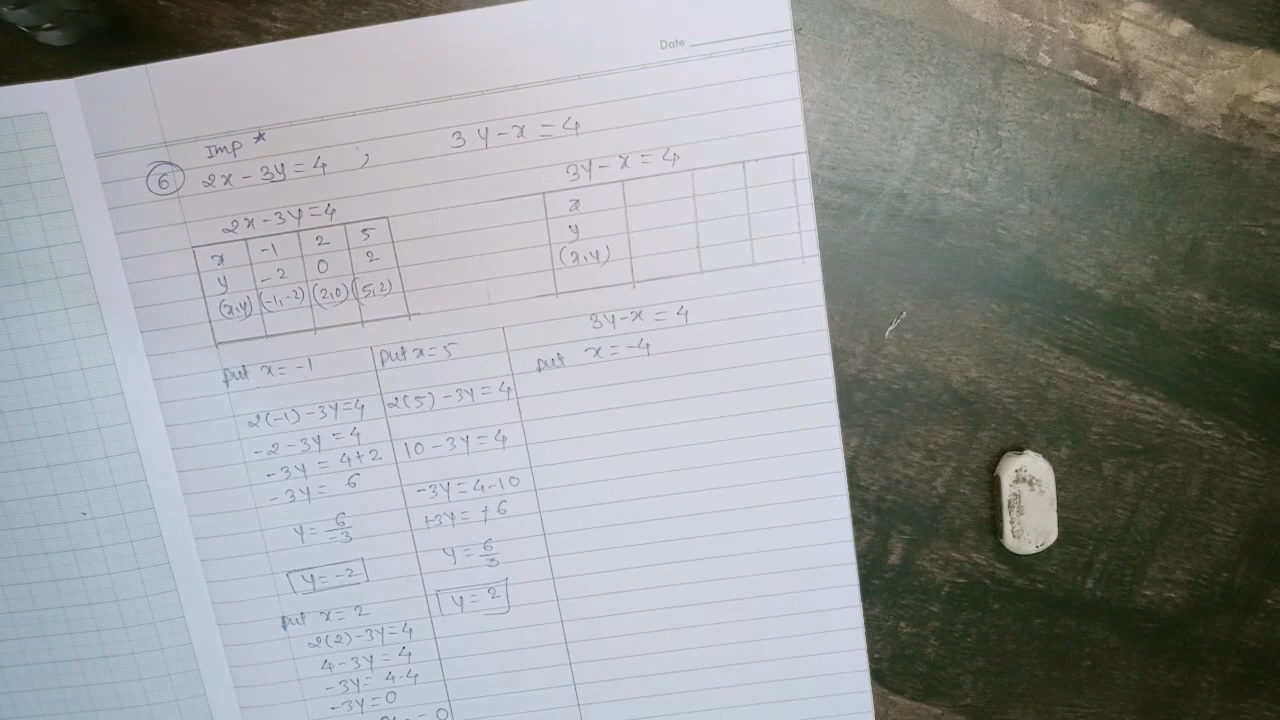 Date
Imp *
6 2x - 3y = 4 , 3y - x = 4
2x - 3y = 4
x -1 2 5
y -2 0 2
(x,y) (-1,-2) (2,0) (5,2)
3y - x = 4
x
y
(x,y)
put x = -1
2(-1) - 3y = 4
-2 - 3y = 4
-3y = 4+2
-3y = 6
y = 6/-3
y = -2
put x = 2
2(2) - 3y = 4
4 - 3y = 4
-3y = 4-4
-3y = 0
= 0
put x = 5
2(5) - 3y = 4
10 - 3y = 4
-3y = 4-10
+3y = +6
y = 6/3
y = 2
3y - x = 4
put x = -4